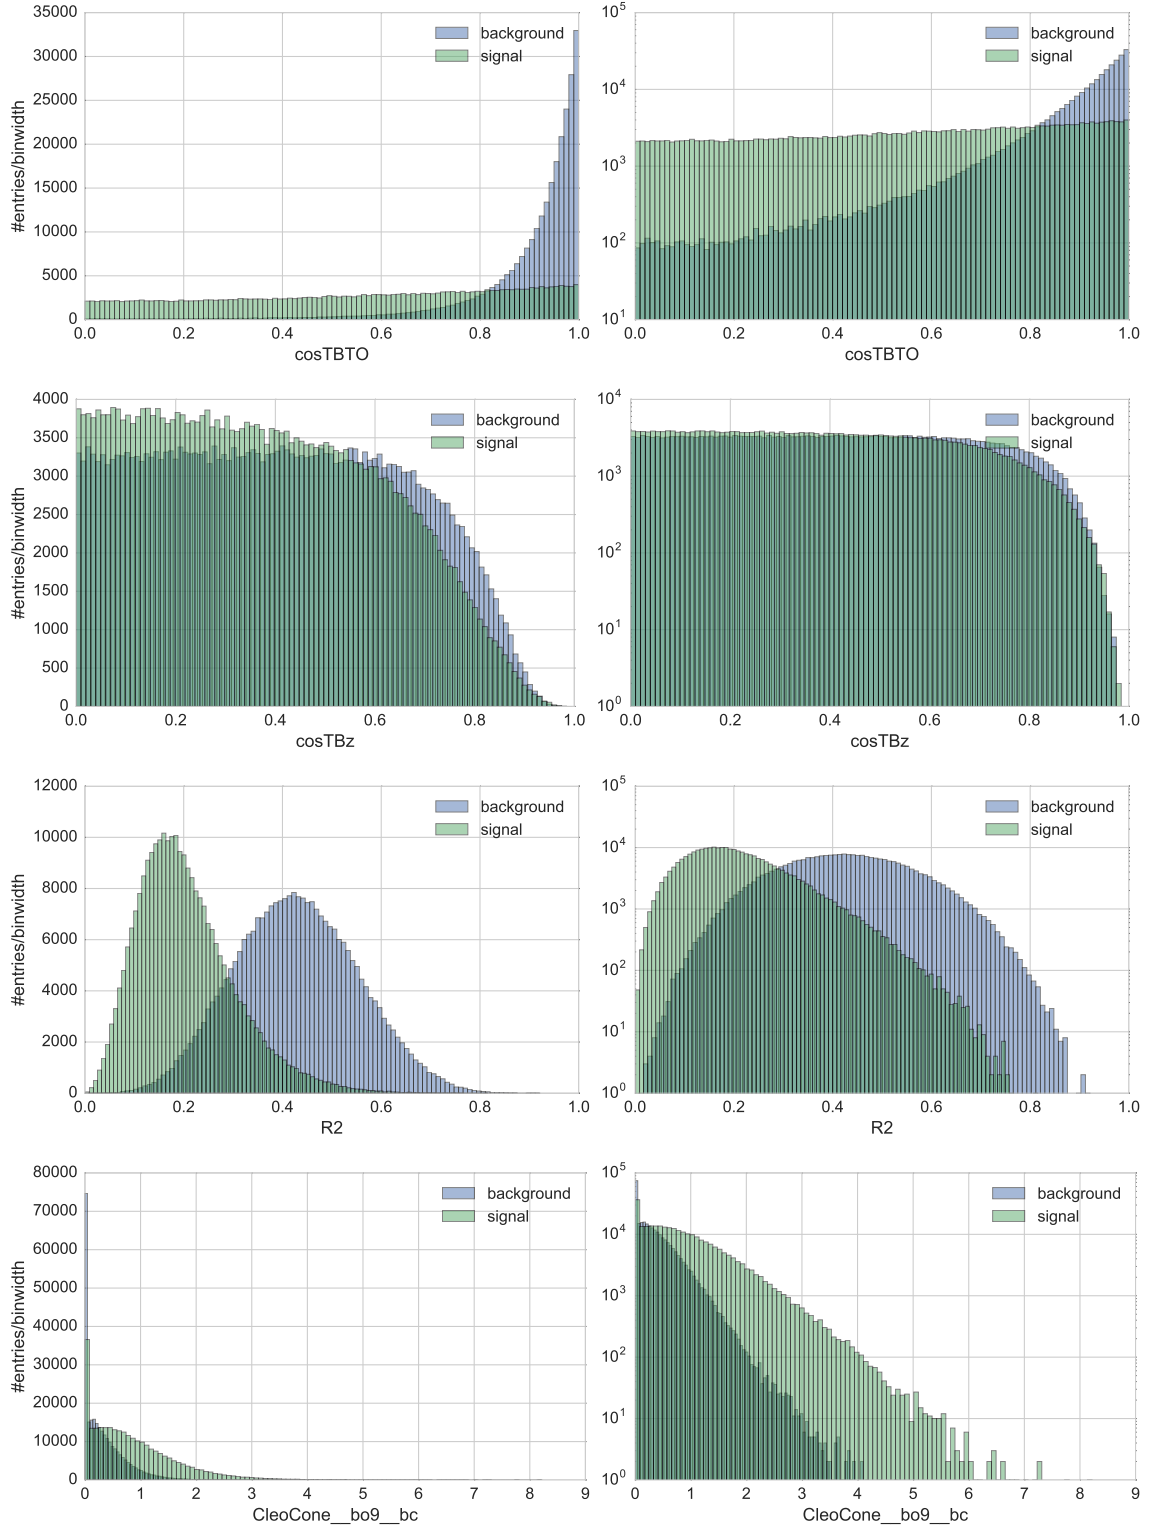 35000
30000
25000
20000
15000
10000
5000
0
#entries/binwidth
background
signal
0.0 0.2 0.4 0.6 0.8 1.0
cosTBTO
10^5
10^4
10^3
10^2
10^1
background
signal
0.0 0.2 0.4 0.6 0.8 1.0
cosTBTO
4000
3500
3000
2500
2000
1500
1000
500
0
#entries/binwidth
background
signal
0.0 0.2 0.4 0.6 0.8 1.0
cosTBz
10^4
10^3
10^2
10^1
10^0
background
signal
0.0 0.2 0.4 0.6 0.8 1.0
cosTBz
12000
10000
8000
6000
4000
2000
0
#entries/binwidth
background
signal
0.0 0.2 0.4 0.6 0.8 1.0
R2
10^5
10^4
10^3
10^2
10^1
10^0
background
signal
0.0 0.2 0.4 0.6 0.8 1.0
R2
80000
70000
60000
50000
40000
30000
20000
10000
0
#entries/binwidth
background
signal
0 1 2 3 4 5 6 7 8 9
CleoCone__bo9__bc
10^5
10^4
10^3
10^2
10^1
10^0
background
signal
0 1 2 3 4 5 6 7 8 9
CleoCone__bo9__bc